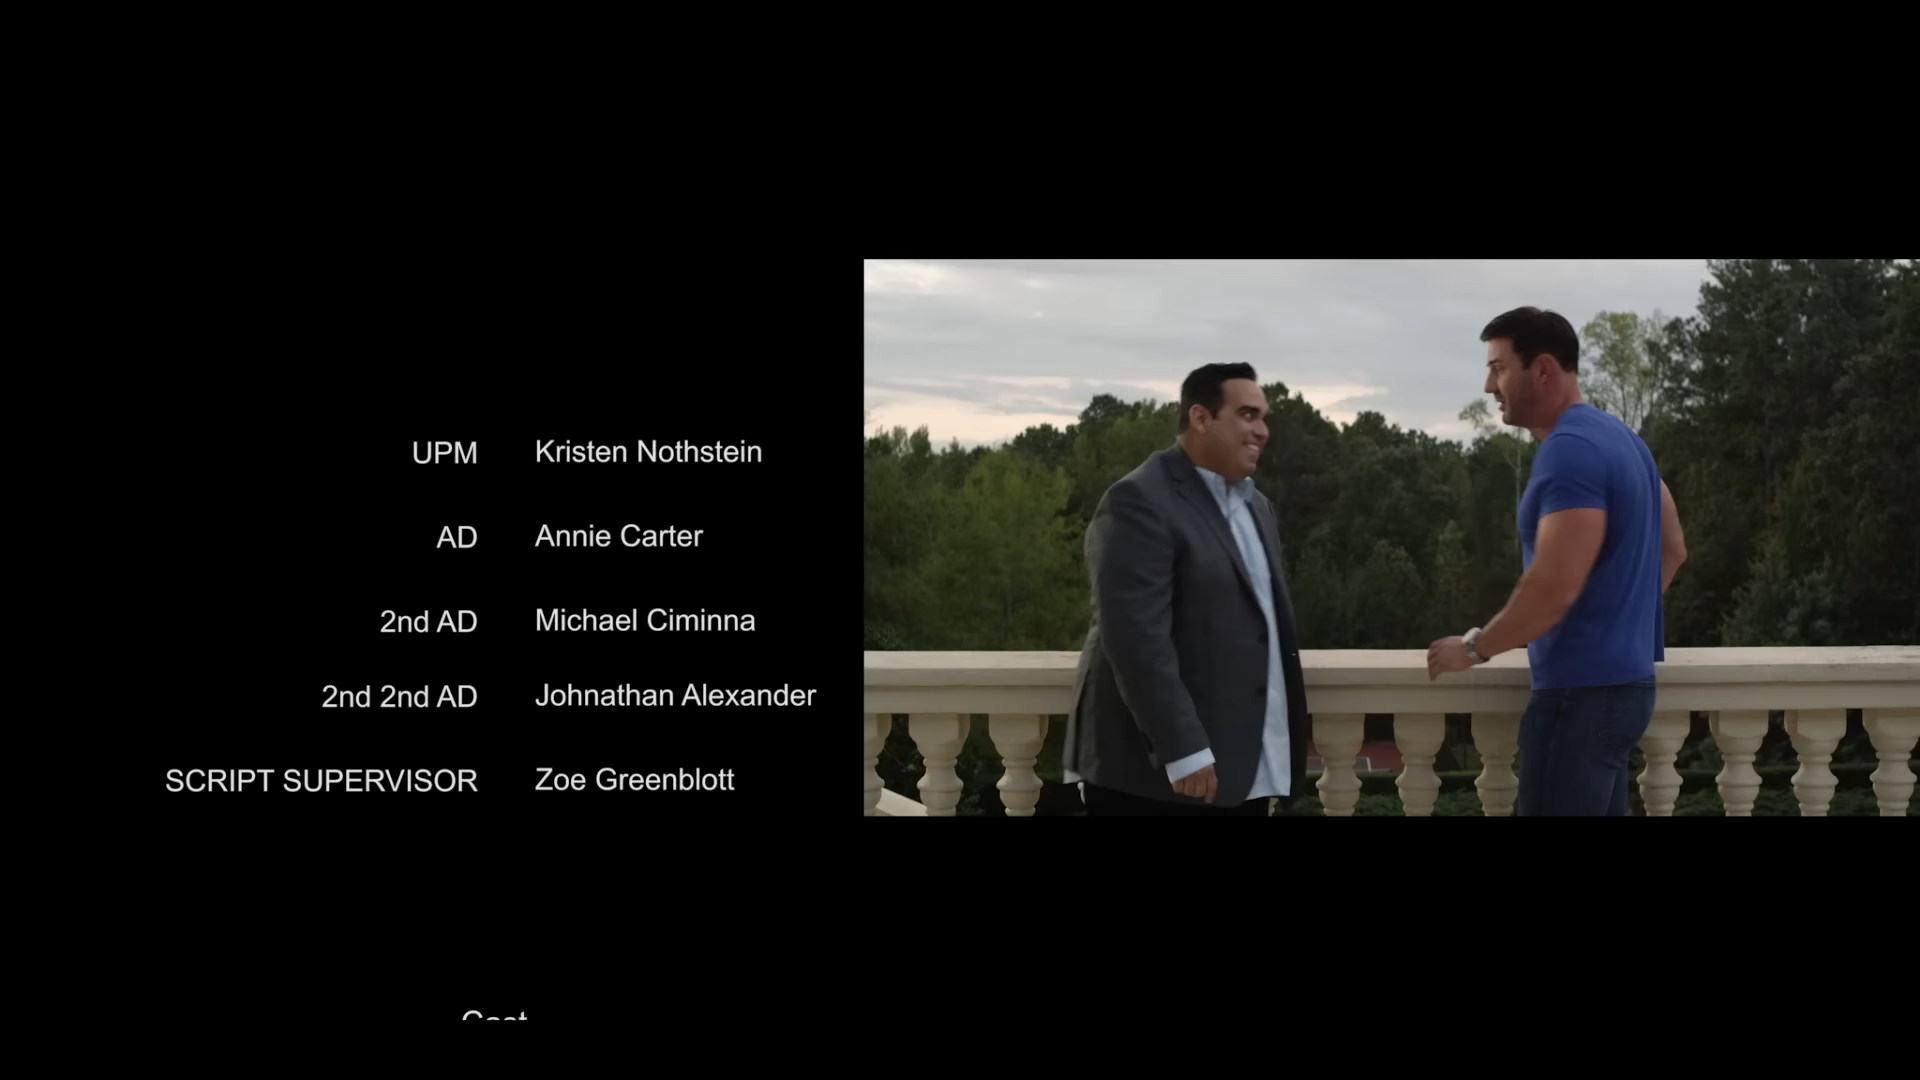 UPM Kristen Nothstein
AD Annie Carter
2nd AD Michael Ciminna
2nd 2nd AD Johnathan Alexander
SCRIPT SUPERVISOR Zoe Greenblott
Cast